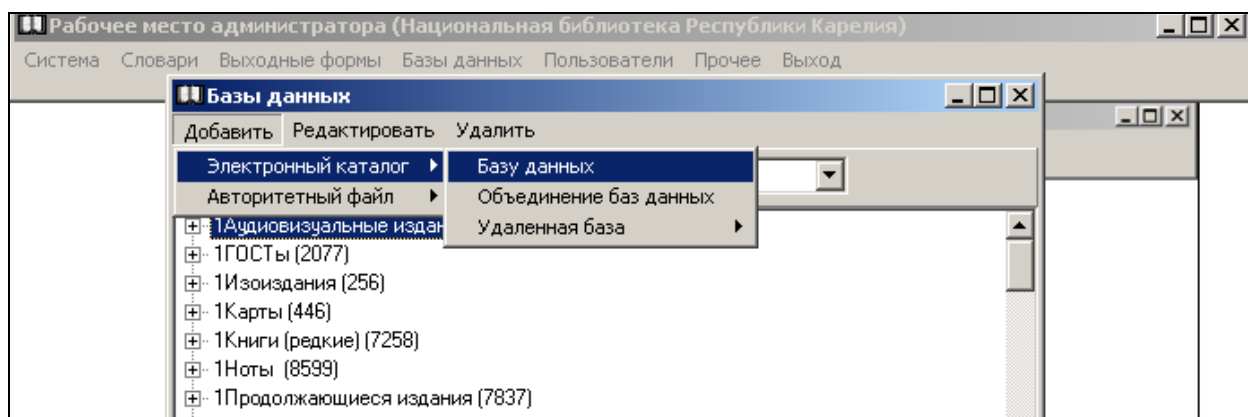 Рабочее место администратора (Национальная библиотека Республики Карелия)
Система Словари Выходные формы Базы данных Пользователи Прочее Выход
Базы данных
Добавить Редактировать Удалить
Электронный каталог Базу данных
Авторитетный файл Объединение баз данных
Удаленная база
1Аудиовизуальные
1ГОСТы (2077)
1Изоиздания (256)
1Карты (446)
1Книги (редкие) (7258)
1Ноты (8599)
1Продолжающиеся издания (7837)